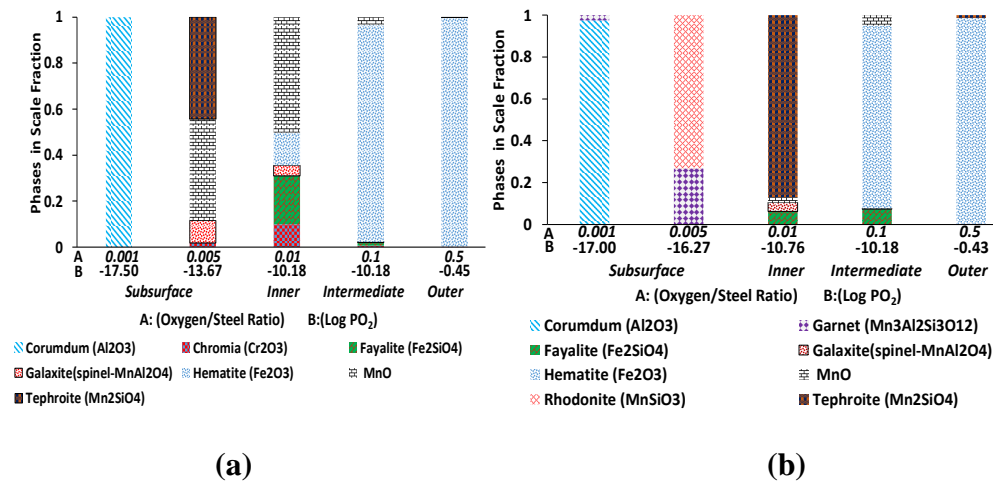 Phases in Scale Fraction
1
0.8
0.6
0.4
0.2
0
A 0.001 0.005 0.01 0.1 0.5
B -17.50 -13.67 -10.18 -10.18 -0.45
Subsurface Inner Intermediate Outer
A: (Oxygen/Steel Ratio) B:(Log PO2)
Corumdum (Al2O3) Chromia (Cr2O3) Fayalite (Fe2SiO4)
Galaxite(spinel-MnAl2O4) Hematite (Fe2O3) MnO
Tephroite (Mn2SiO4)
(a)
Phases in Scale Fraction
1
0.8
0.6
0.4
0.2
0
A 0.001 0.005 0.01 0.1 0.5
B -17.00 -16.27 -10.76 -10.18 -0.43
Subsurface Inner Intermediate Outer
A: (Oxygen/Steel Ratio) B:(Log PO2)
Corumdum (Al2O3) Garnet (Mn3Al2Si3O12)
Fayalite (Fe2SiO4) Galaxite(spinel-MnAl2O4)
Hematite (Fe2O3) MnO
Rhodonite (MnSiO3) Tephroite (Mn2SiO4)
(b)